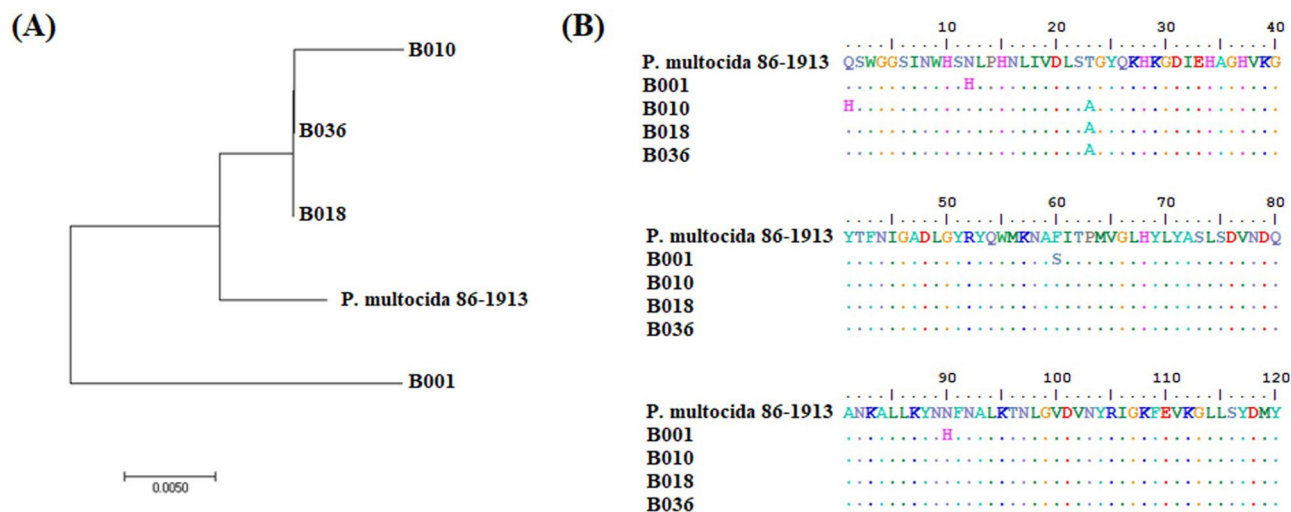 (A)
B010
B036
B018
P. multocida 86-1913
B001
0.0050
(B)
10 20 30 40
....|....|....|....|....|....|....|....|
P. multocida 86-1913 QSWGGSINWHSNLPHNLIVDLSTGYQKHKGDIEHAGHVKG
B001 ...........H............................
B010 H.....................A.................
B018 ......................A.................
B036 ......................A.................
50 60 70 80
....|....|....|....|....|....|....|....|
P. multocida 86-1913 YTFNIGADLGYRYQWMKNAFITPMVGLHYLYASLSDVNDQ
B001 ...................S....................
B010 ........................................
B018 ........................................
B036 ........................................
90 100 110 120
....|....|....|....|....|....|....|....|
P. multocida 86-1913 ANKALLKYNNFNALKTNLGVDVNYRIGKFEVKGLLSYDMY
B001 .........H..............................
B010 ........................................
B018 ........................................
B036 ........................................